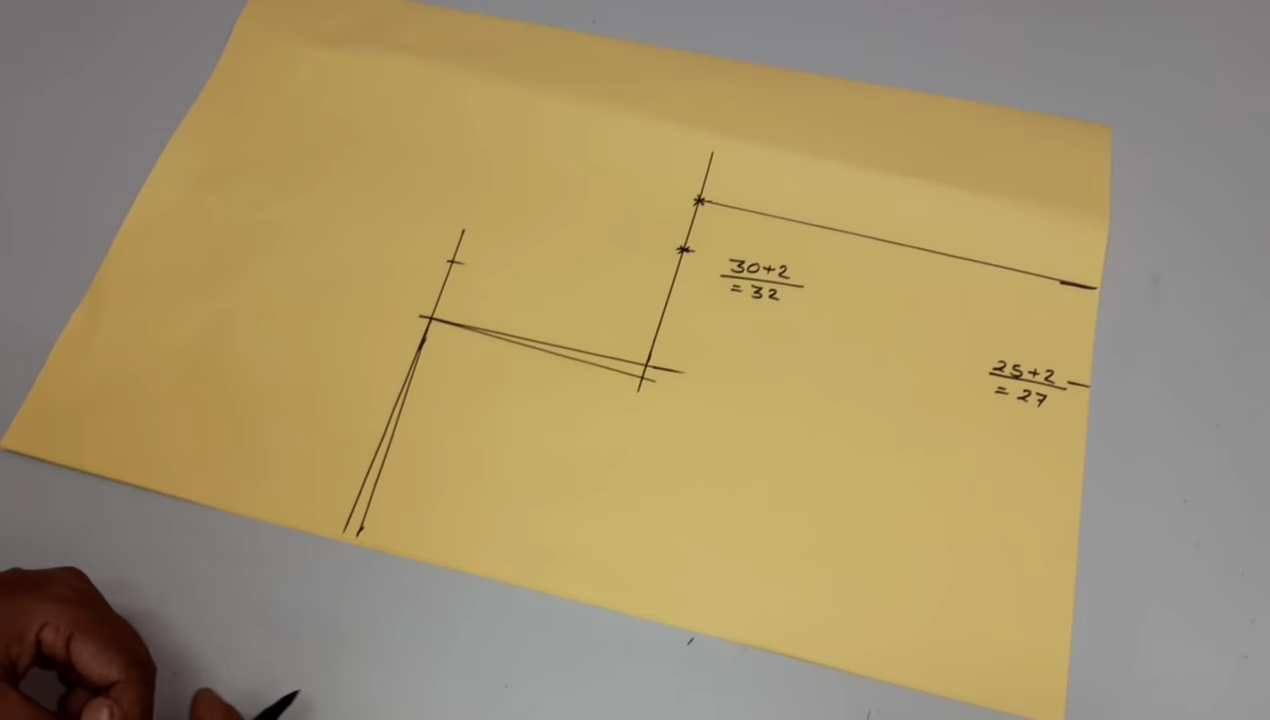 30+2
= 32
25+2
= 27